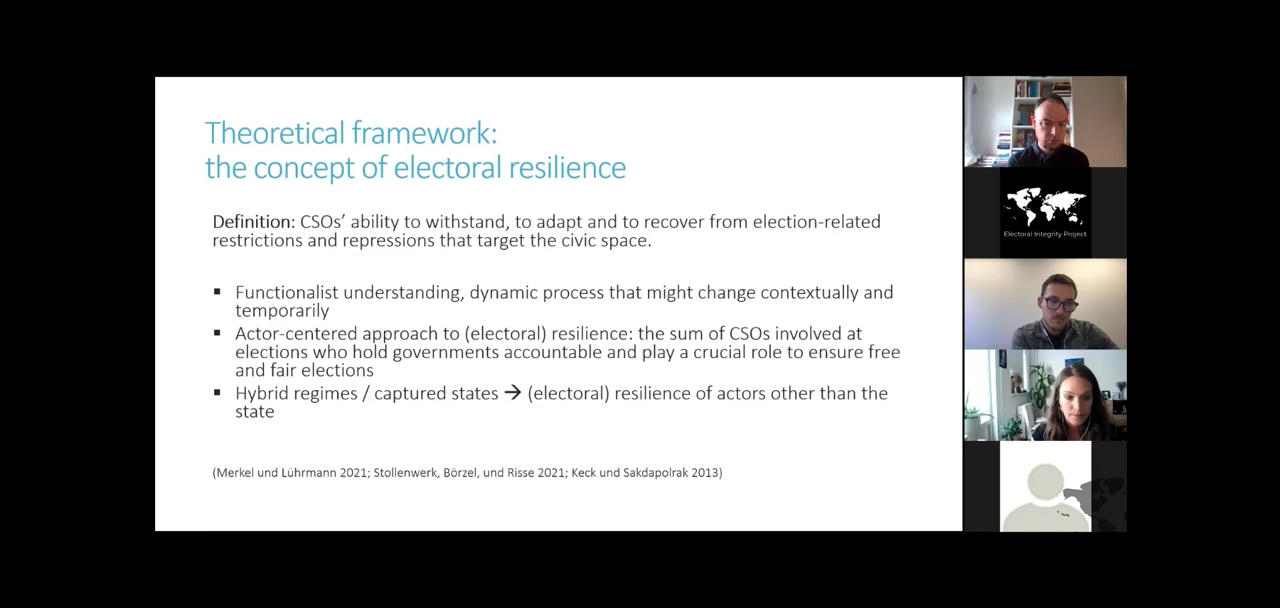 Theoretical framework:
the concept of electoral resilience
Definition: CSOs’ ability to withstand, to adapt and to recover from election-related
restrictions and repressions that target the civic space.
▪ Functionalist understanding, dynamic process that might change contextually and
temporarily
▪ Actor-centered approach to (electoral) resilience: the sum of CSOs involved at
elections who hold governments accountable and play a crucial role to ensure free
and fair elections
▪ Hybrid regimes / captured states → (electoral) resilience of actors other than the
state
(Merkel und Lührmann 2021; Stollenwerk, Börzel, und Risse 2021; Keck und Sakdapolrak 2013)
Electoral Integrity Project